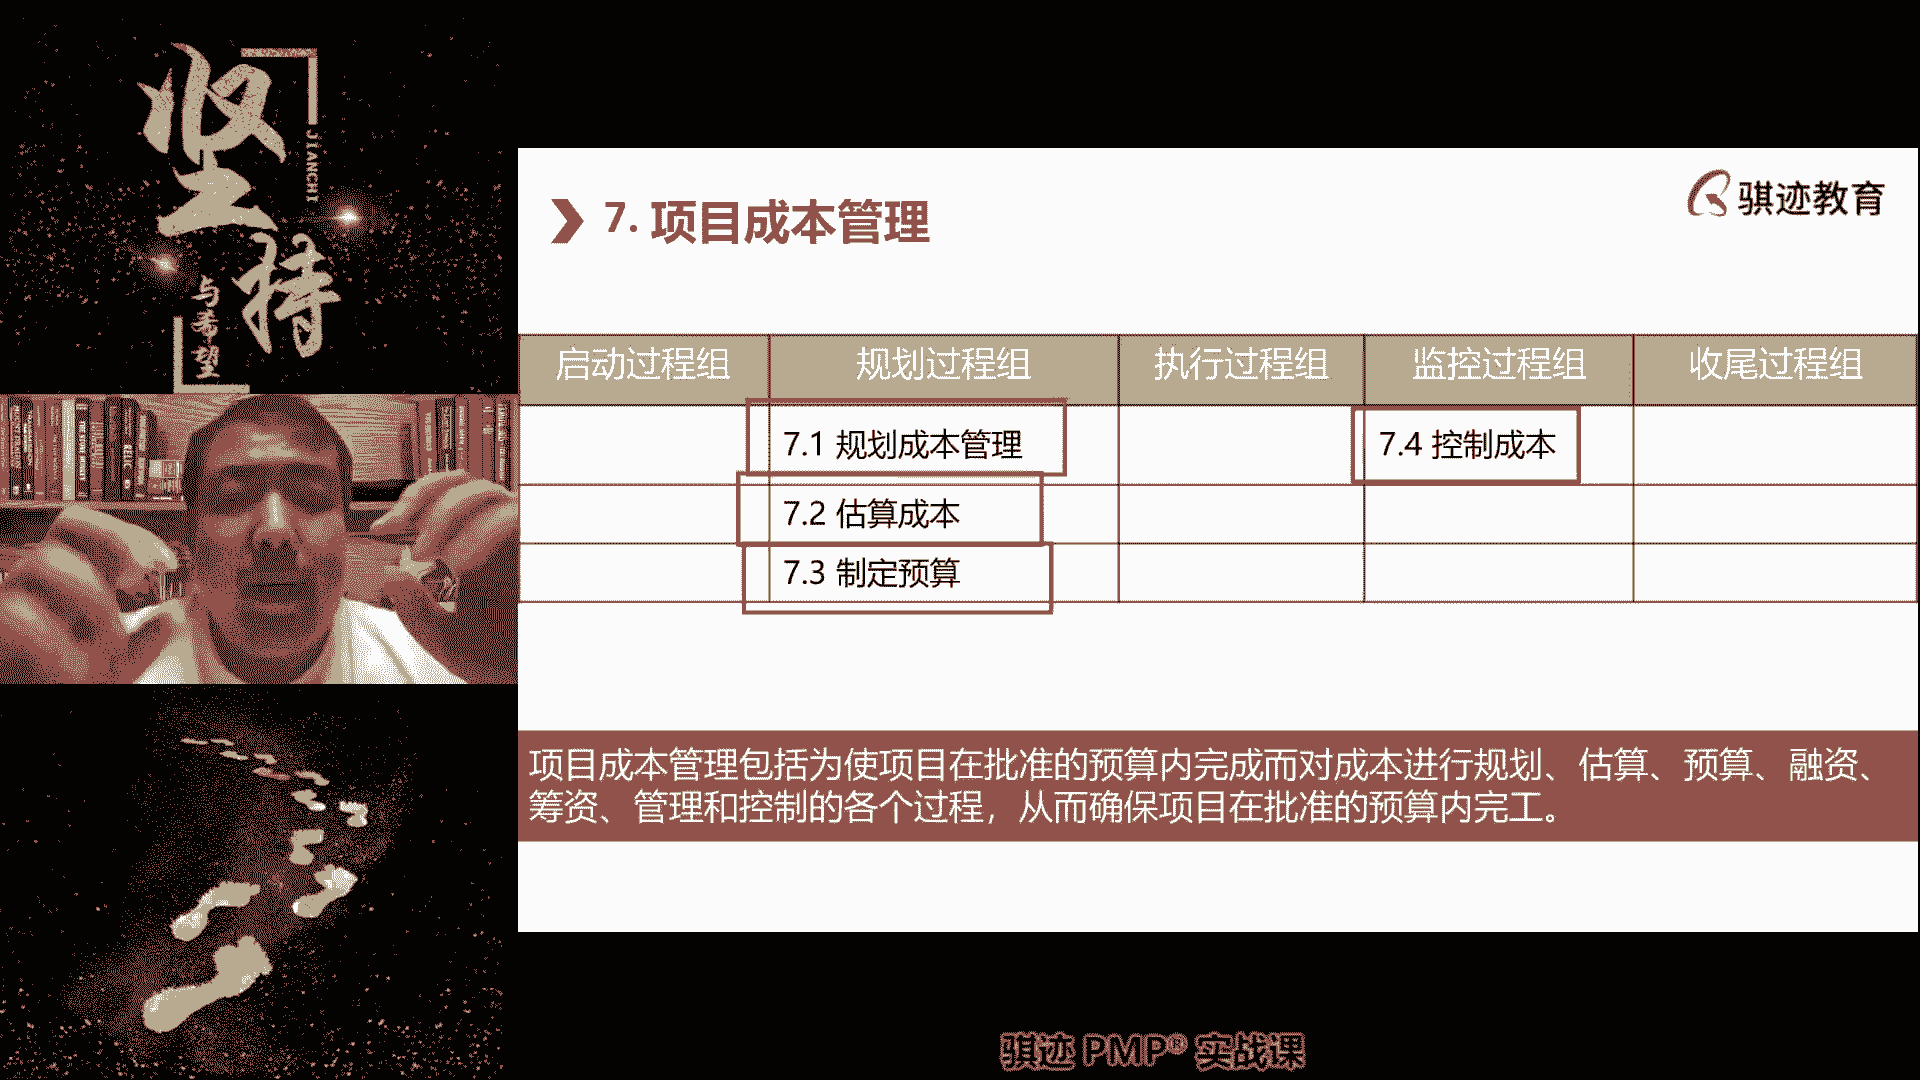 坚持
JIANCHI
与希望
7. 项目成本管理
骐迹教育
启动过程组 规划过程组 执行过程组 监控过程组 收尾过程组
7.1 规划成本管理 7.4 控制成本
7.2 估算成本
7.3 制定预算
项目成本管理包括为使项目在批准的预算内完成而对成本进行规划、估算、预算、融资、
筹资、管理和控制的各个过程，从而确保项目在批准的预算内完工。
骐迹 PMP® 实战课